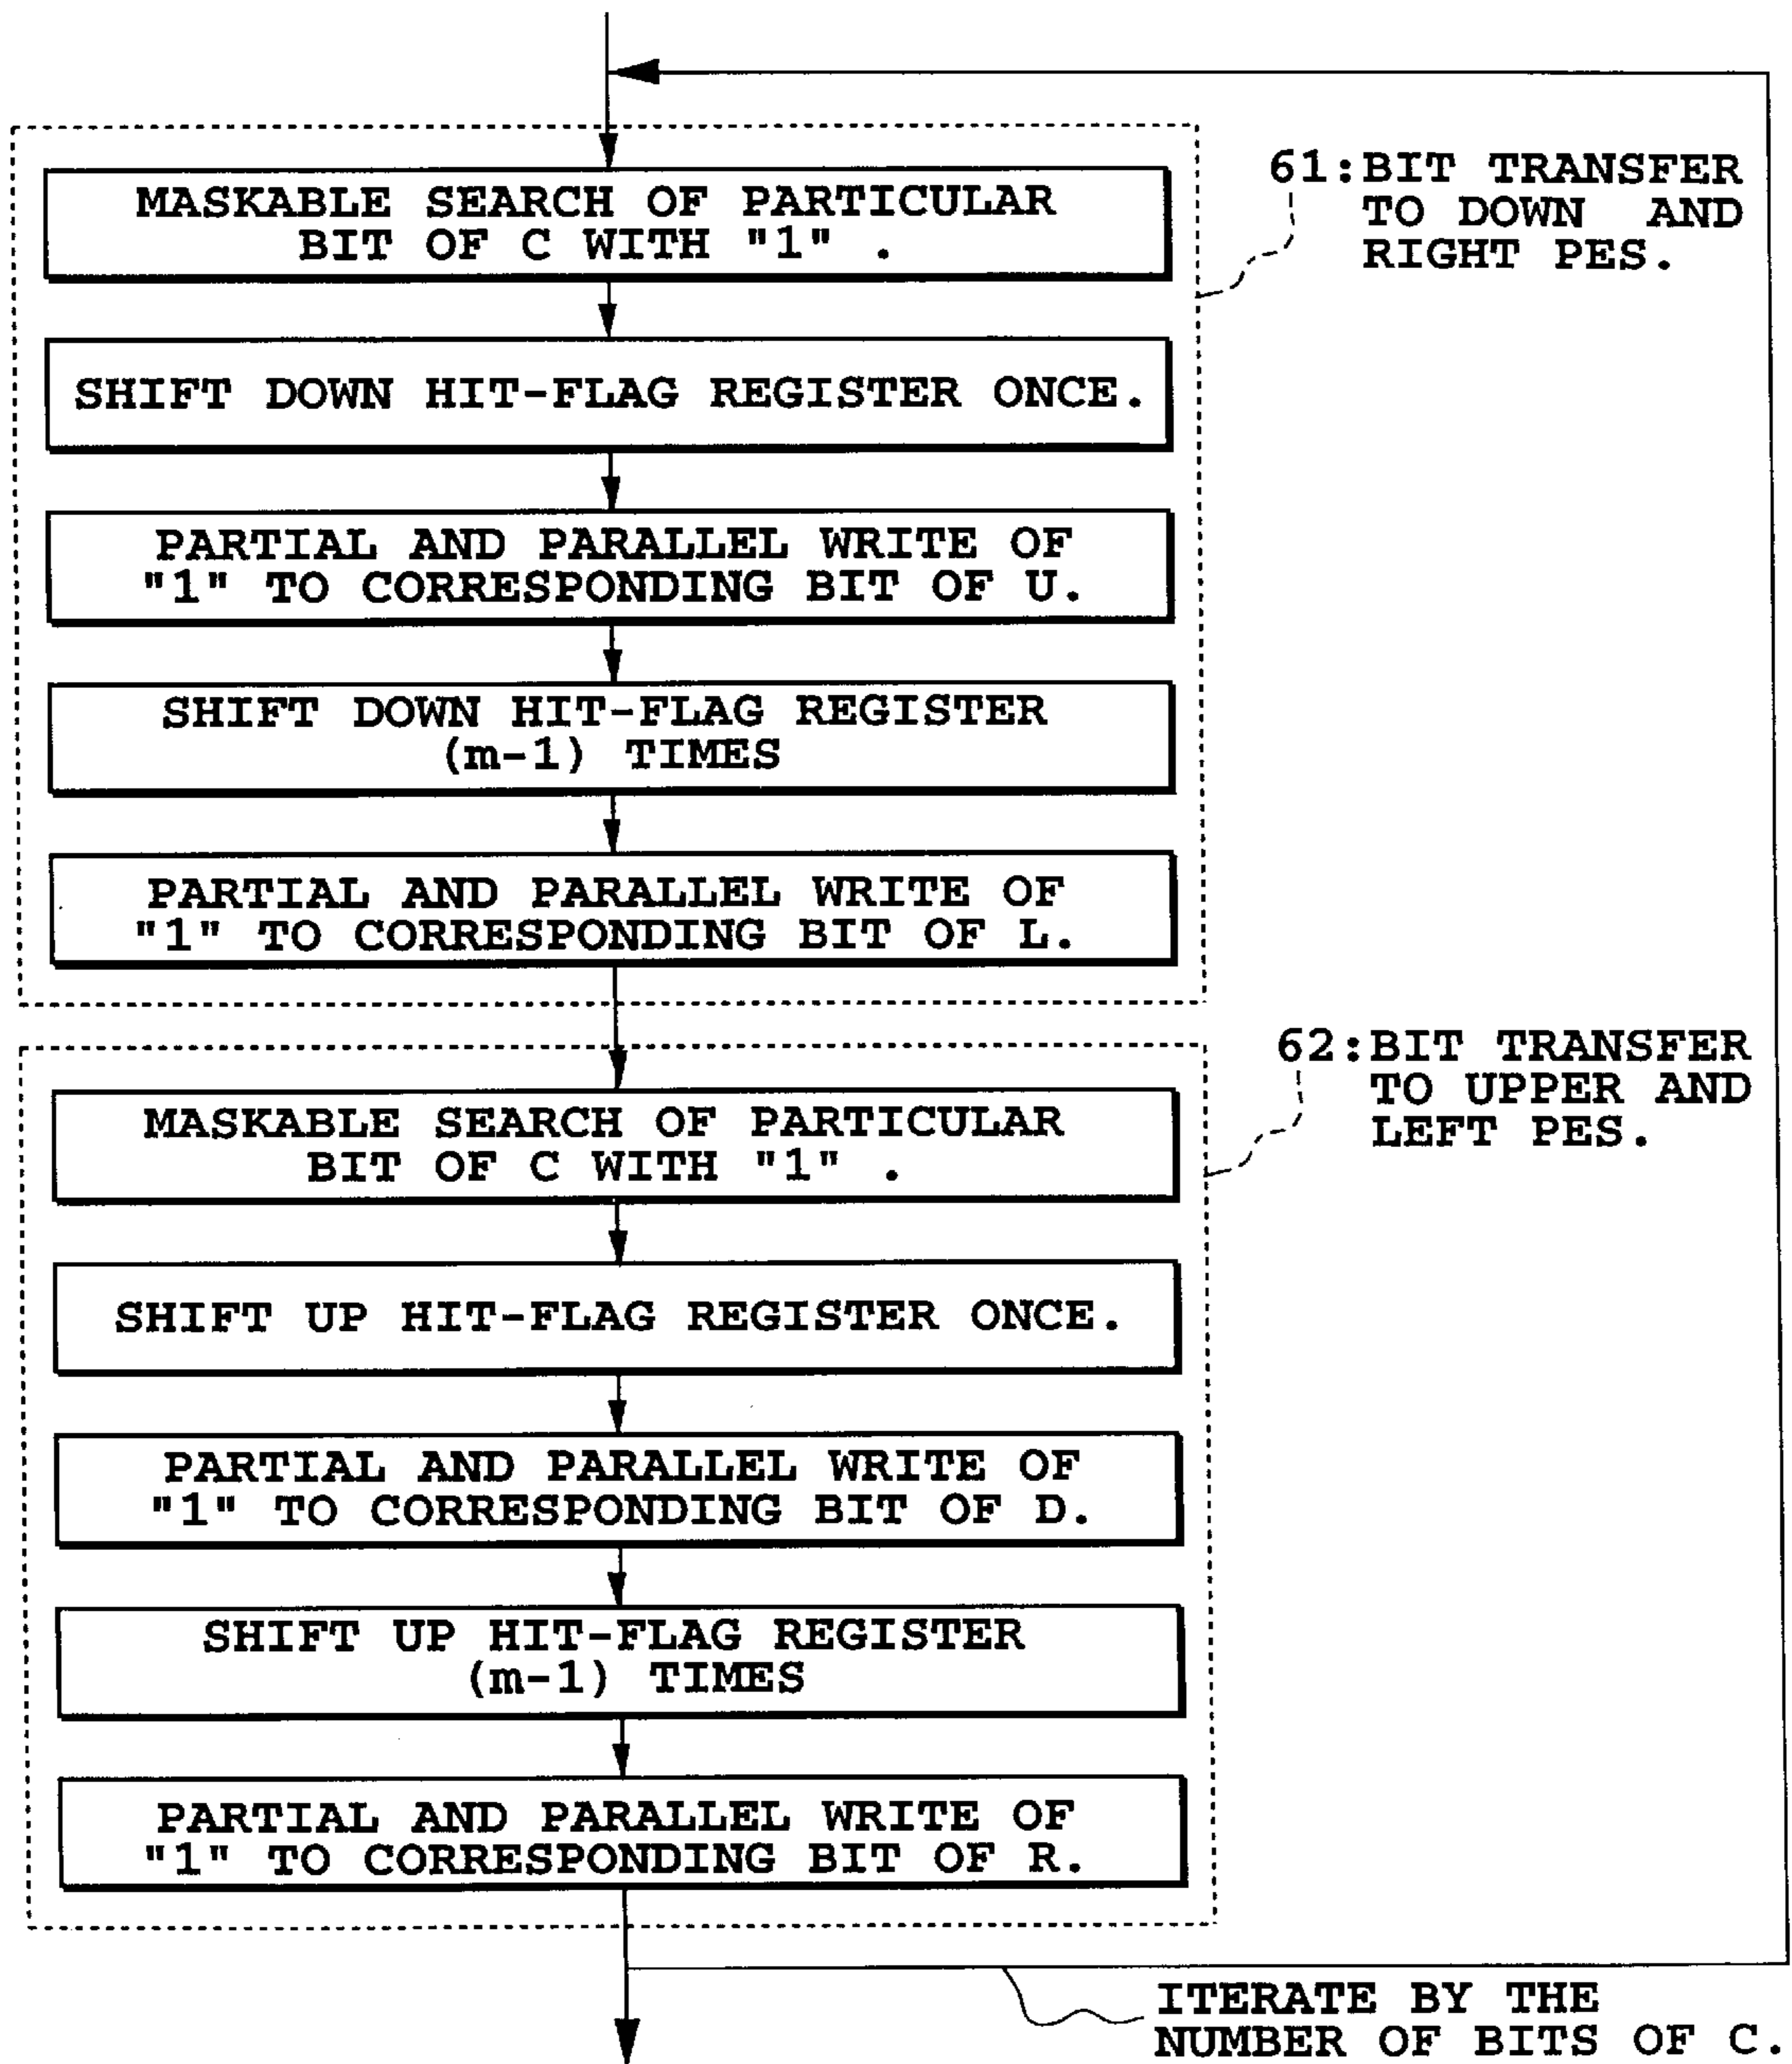 61:BIT TRANSFER
TO DOWN AND
RIGHT PES.
MASKABLE SEARCH OF PARTICULAR
BIT OF C WITH "1" .
SHIFT DOWN HIT-FLAG REGISTER ONCE.
PARTIAL AND PARALLEL WRITE OF
"1" TO CORRESPONDING BIT OF U.
SHIFT DOWN HIT-FLAG REGISTER
(m-1) TIMES
PARTIAL AND PARALLEL WRITE OF
"1" TO CORRESPONDING BIT OF L.
62:BIT TRANSFER
TO UPPER AND
LEFT PES.
MASKABLE SEARCH OF PARTICULAR
BIT OF C WITH "1" .
SHIFT UP HIT-FLAG REGISTER ONCE.
PARTIAL AND PARALLEL WRITE OF
"1" TO CORRESPONDING BIT OF D.
SHIFT UP HIT-FLAG REGISTER
(m-1) TIMES
PARTIAL AND PARALLEL WRITE OF
"1" TO CORRESPONDING BIT OF R.
ITERATE BY THE
NUMBER OF BITS OF C.